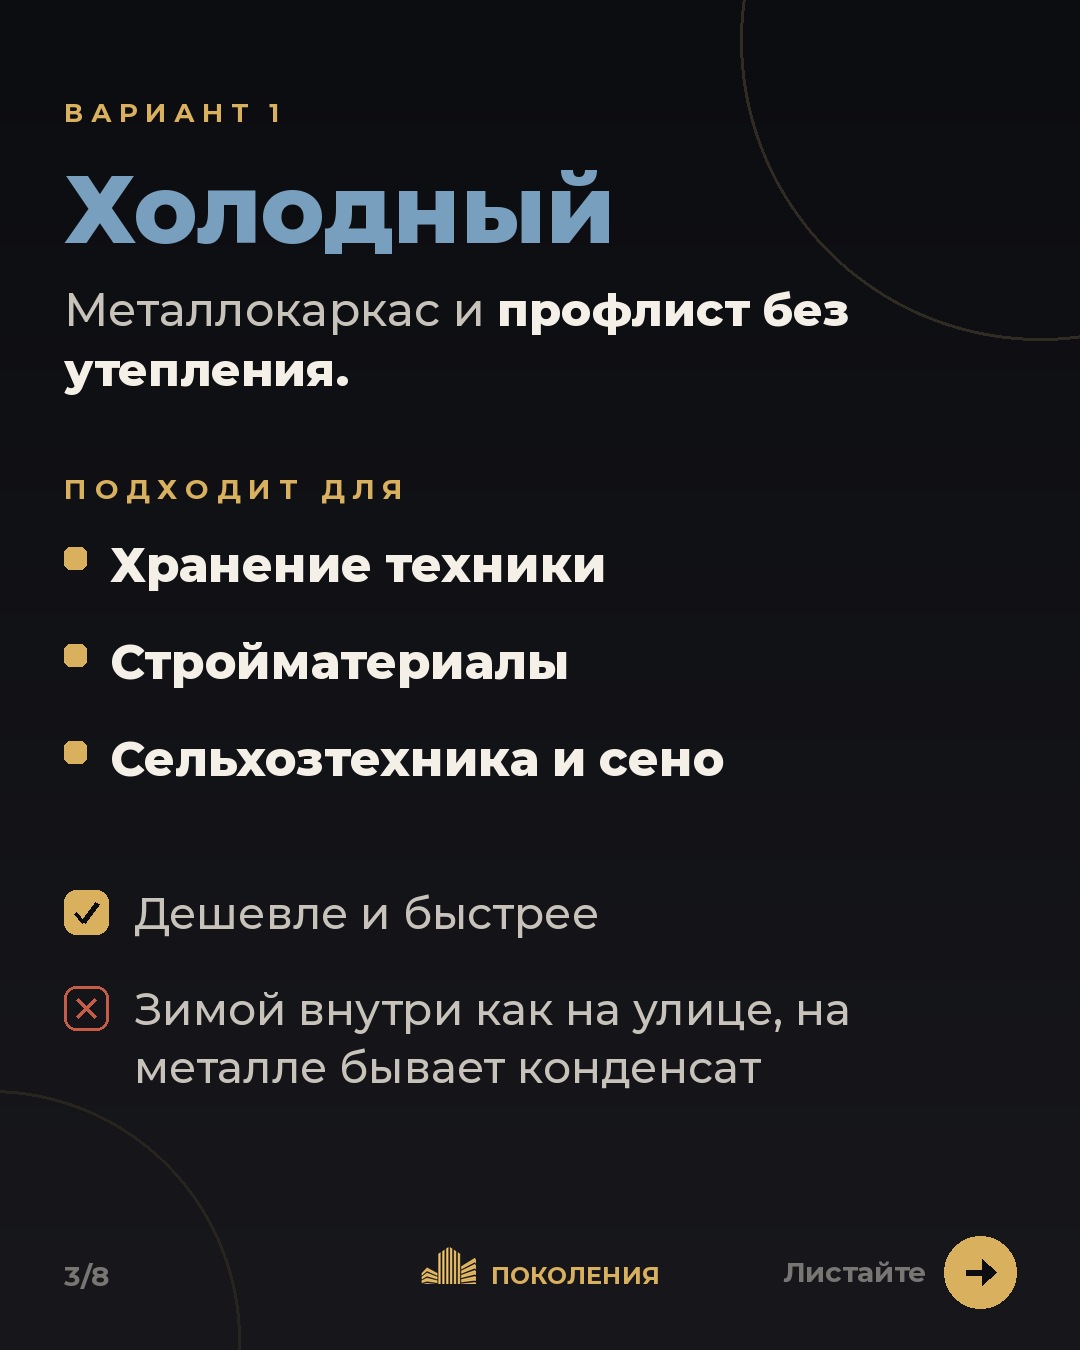 ВАРИАНТ 1
Холодный
Металлокаркас и профлист без
утепления.
ПОДХОДИТ ДЛЯ
Хранение техники
Стройматериалы
Сельхозтехника и сено
Дешевле и быстрее
Зимой внутри как на улице, на
металле бывает конденсат
3/8
ПОКОЛЕНИЯ
Листайте